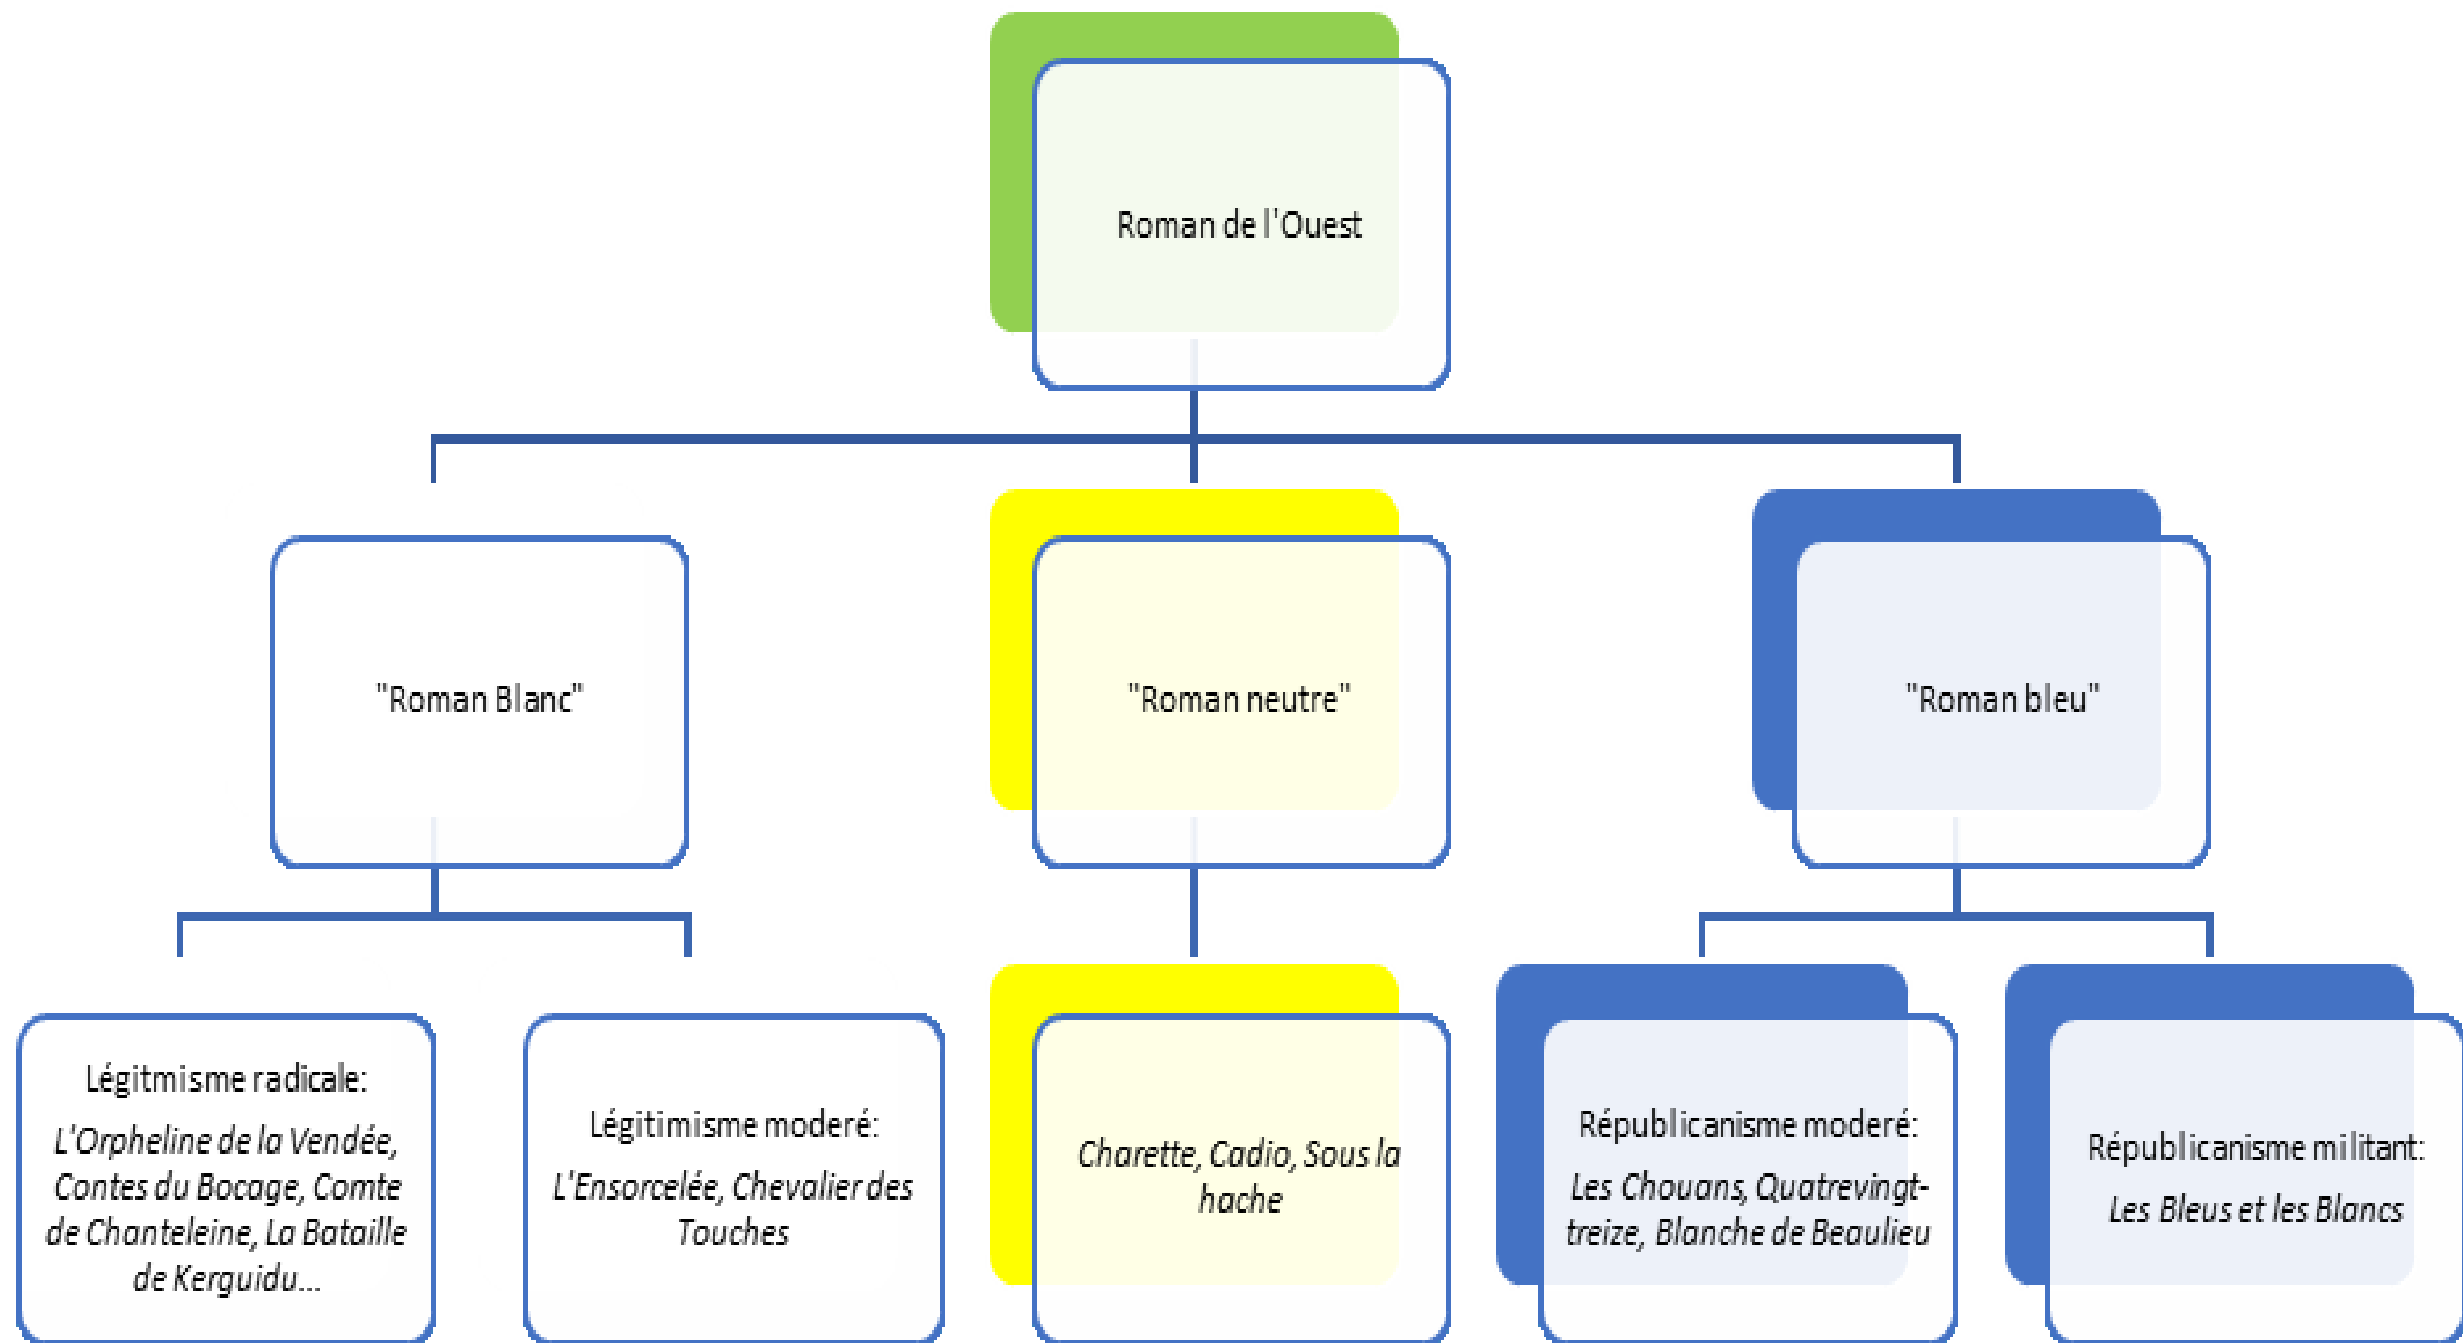 Roman de l'Ouest
"Roman Blanc"
"Roman neutre"
"Roman bleu"
Légitmisme radicale:
L'Orpheline de la Vendée,
Contes du Bocage, Comte
de Chanteleine, La Bataille
de Kerguidu...
Légitimisme moderé:
L'Ensorcelée, Chevalier des
Touches
Charette, Cadio, Sous la
hache
Républicanisme moderé:
Les Chouans, Quatrevingt-
treize, Blanche de Beaulieu
Républicanisme militant:
Les Bleus et les Blancs